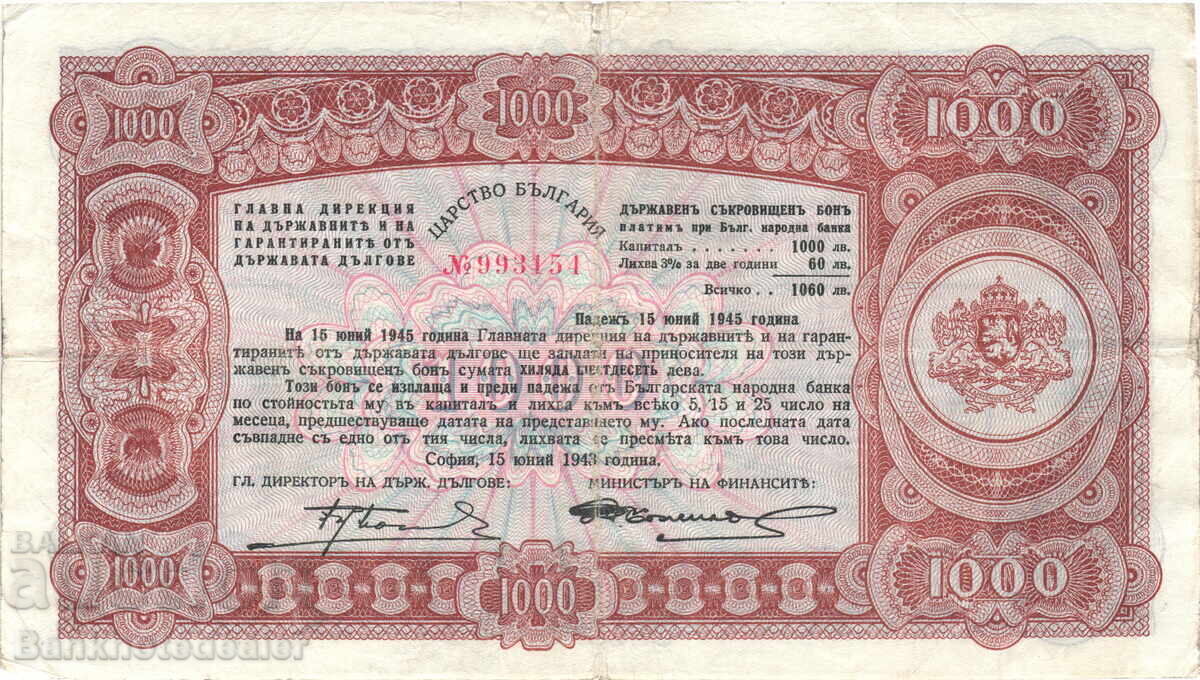 1000
1000
1000
ЦАРСТВО БЪЛГАРИЯ
ГЛАВНА ДИРЕКЦИЯ
НА ДЪРЖАВНИТѢ И НА
ГАРАНТИРАНИТѢ ОТЪ
ДЪРЖАВАТА ДЪЛГОВЕ
№ 993154
ДЪРЖАВЕНЪ СЪКРОВИЩЕНЪ БОНЪ
ПЛАТИМЪ ПРИ БЪЛГ. НАРОДНА БАНКА
Капиталъ . . . . . . . 1000 лв.
Лихва 3% за две години 60 лв.
Всичко . . 1060 лв.
Падежъ 15 юний 1945 година
На 15 юний 1945 година Главната дирекция на държавнитѣ и на гаран-
тиранитѣ отъ държавата дългове ще заплати на приносителя на този дър-
жавенъ съкровищенъ бонъ сумата ХИЛЯДА ШЕСТДЕСЕТЬ лева.
Този бонъ се изплаща и преди падежа отъ Българската народна банка
по стойностьта му въ капиталъ и лихва къмъ всѣко 5, 15 и 25 число на
месеца, предшествуваще датата на представянето му. Ако последната дата
съвпадне съ едно отъ тия числа, лихвата се пресмѣта къмъ това число.
1000
София, 15 юний 1943 година.
ГЛ. ДИРЕКТОРЪ НА ДЪРЖ. ДЪЛГОВЕ:
МИНИСТЪРЪ НА ФИНАНСИТѢ:
1000
1000
1000
Banknotedealer